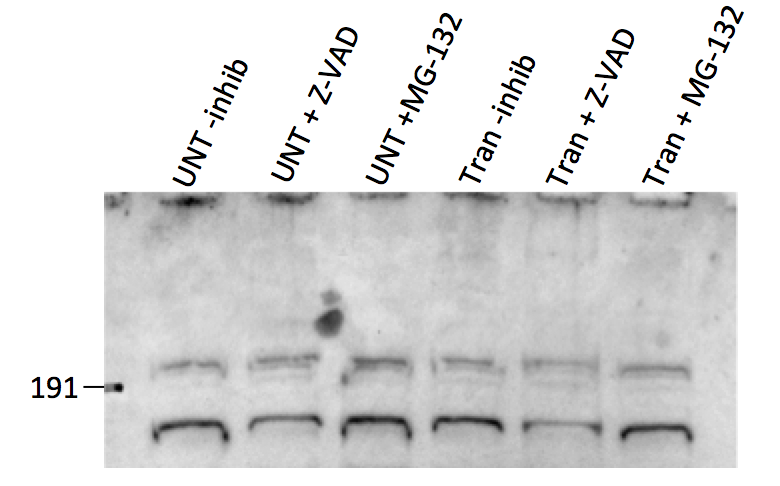 UNT -inhib
UNT + Z-VAD
UNT +MG-132
Tran -inhib
Tran + Z-VAD
Tran + MG-132
191